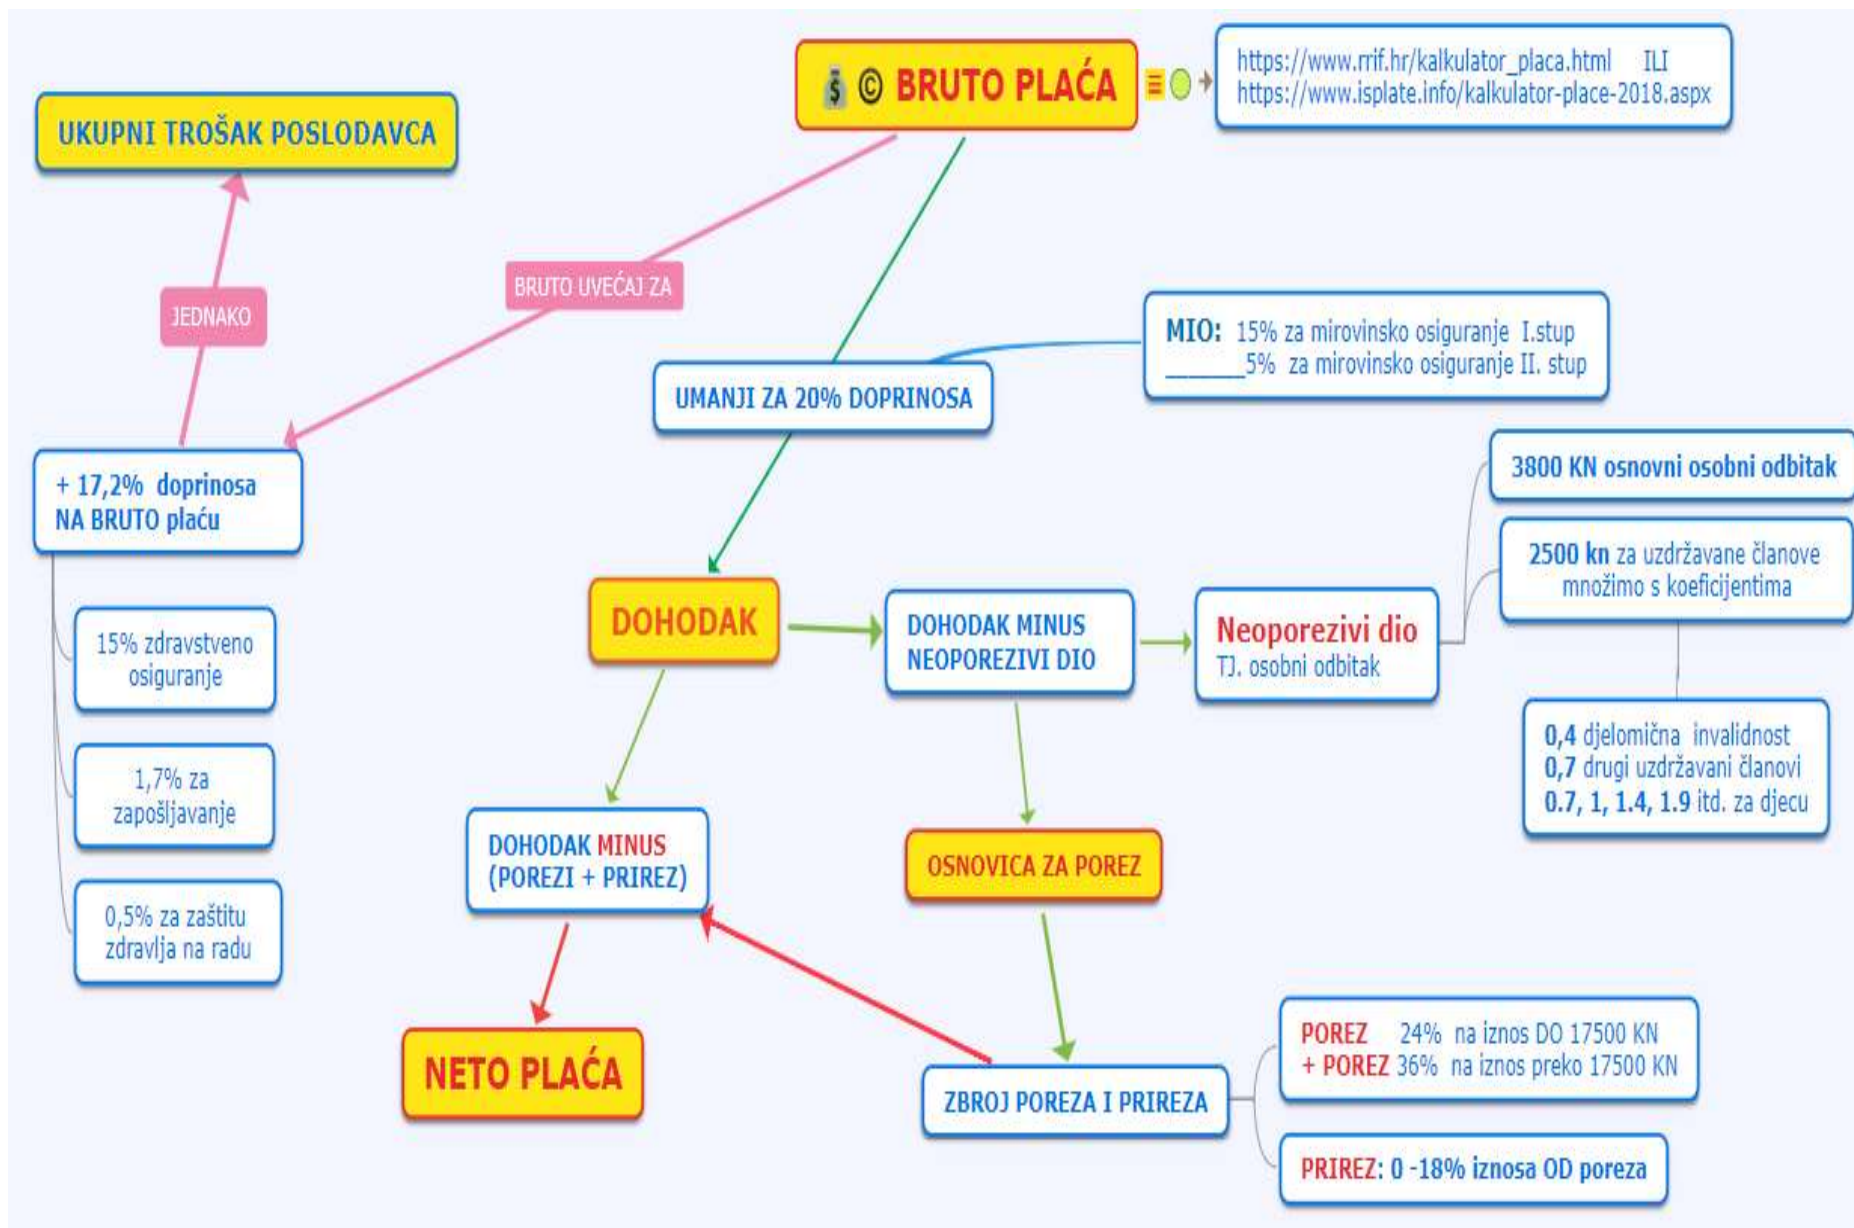 © BRUTO PLAĆA
https://www.rrif.hr/kalkulator_placa.html ILI
https://www.isplate.info/kalkulator-place-2018.aspx
UKUPNI TROŠAK POSLODAVCA
BRUTO UVEĆAJ ZA
JEDNAKO
MIO: 15% za mirovinsko osiguranje I.stup
_______5% za mirovinsko osiguranje II. stup
UMANJI ZA 20% DOPRINOSA
+ 17,2% doprinosa
NA BRUTO plaću
3800 KN osnovni osobni odbitak
2500 kn za uzdržavane članove
množimo s koeficijentima
DOHODAK
DOHODAK MINUS
NEOPOREZIVI DIO
Neoporezivi dio
TJ. osobni odbitak
15% zdravstveno
osiguranje
0,4 djelomična invalidnost
0,7 drugi uzdržavani članovi
0.7, 1, 1.4, 1.9 itd. za djecu
1,7% za
zapošljavanje
DOHODAK MINUS
(POREZI + PRIREZ)
OSNOVICA ZA POREZ
0,5% za zaštitu
zdravlja na radu
NETO PLAĆA
POREZ 24% na iznos DO 17500 KN
+ POREZ 36% na iznos preko 17500 KN
ZBROJ POREZA I PRIREZA
PRIREZ: 0 -18% iznosa OD poreza